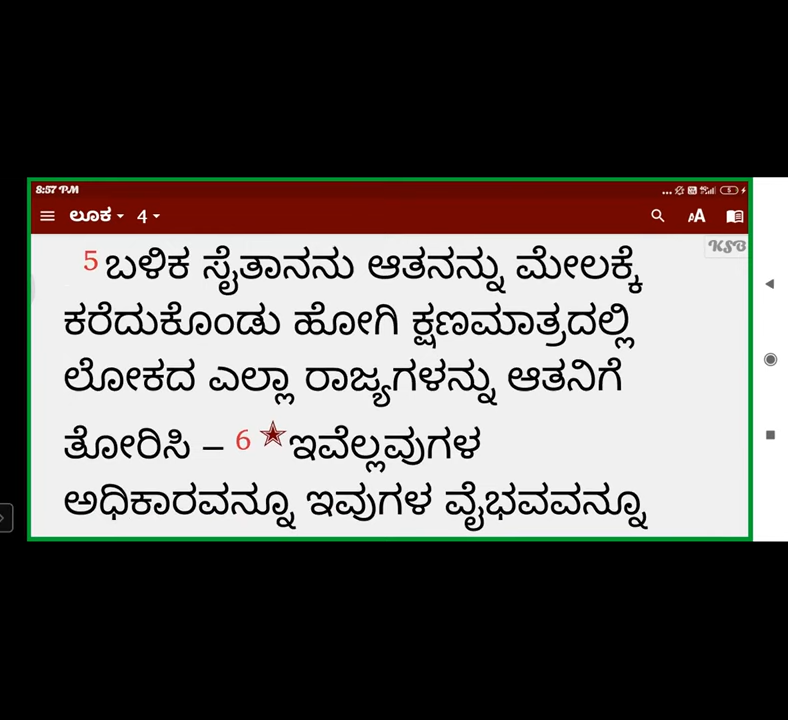 8:57 PM
ಲೂಕ 4 AA
KSB
5 ಬಳಿಕ ಸೈತಾನನು ಆತನನ್ನು ಮೇಲಕ್ಕೆ
ಕರೆದುಕೊಂಡು ಹೋಗಿ ಕ್ಷಣಮಾತ್ರದಲ್ಲಿ
ಲೋಕದ ಎಲ್ಲಾ ರಾಜ್ಯಗಳನ್ನು ಆತನಿಗೆ
ತೋರಿಸಿ – 6 ಇವೆಲ್ಲವುಗಳ
ಅಧಿಕಾರವನ್ನೂ ಇವುಗಳ ವೈಭವವನ್ನೂ